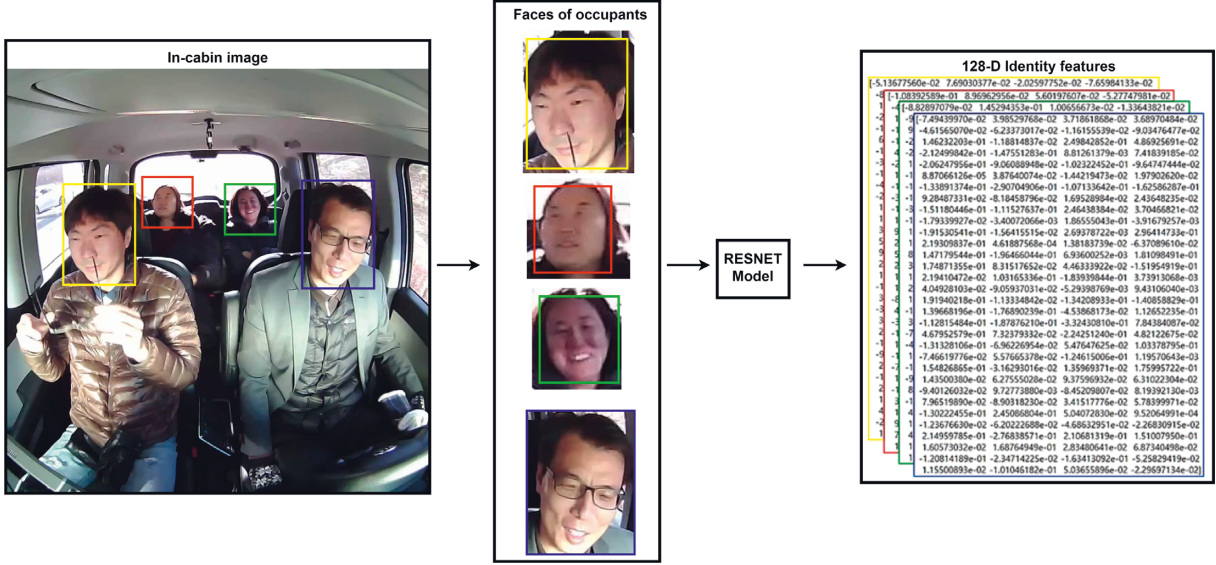 In-cabin image
Faces of occupants
RESNET
Model
128-D Identity features
[-5.13677560e-02 7.69030377e-02 -2.02597752e-02 -7.65984133e-02
[-1.08392589e-01 8.96962956e-02 5.60197607e-02 -5.27747981e-02
[-8.82897079e-02 1.45294353e-01 1.00656673e-02 -1.33643821e-02
[-7.49439970e-02 3.98529768e-02 3.71861868e-02 3.68970484e-02
-4.61565070e-02 -6.23373017e-02 -1.16155539e-02 -9.03476477e-02
1.46232203e-01 -1.18814837e-02 2.49842852e-01 4.86925691e-02
-2.12499842e-01 -1.47551283e-01 8.81261379e-03 7.41839185e-02
-2.06247956e-01 -9.06088948e-02 -1.02322452e-01 -9.64747444e-02
8.87066126e-05 3.87640074e-02 -1.44219473e-02 1.97902620e-02
-1.33891374e-01 -2.90704906e-01 -1.07133642e-01 -1.62586287e-01
9.28487331e-02 -8.18458796e-02 1.69528984e-01 2.43648235e-02
-1.51180446e-01 -1.11527637e-01 2.46438384e-02 3.70466821e-02
-1.79339927e-02 -3.40072066e-03 1.86555043e-01 -3.91679257e-03
-1.91530541e-01 -1.56415515e-02 2.69378722e-03 2.96414733e-01
2.19309837e-01 4.61887568e-04 1.38183739e-02 -6.37089610e-02
1.47179544e-01 -1.96466044e-01 6.93600252e-03 1.81098491e-01
1.74871355e-01 8.31517652e-02 4.46333922e-02 -1.51954919e-01
2.19410472e-02 1.03165336e-01 -1.83939844e-01 3.73913068e-03
4.04928103e-02 -9.05937031e-02 -5.29398769e-03 9.43106040e-03
1.91940218e-01 -1.13334842e-02 -1.34208933e-01 -1.40858829e-01
1.39668196e-01 -1.76890239e-01 -4.53868173e-02 1.12652235e-01
-1.12815484e-01 -1.87876210e-01 -3.32430810e-01 7.84384087e-02
4.67952579e-01 7.32379332e-02 -2.24251240e-01 4.82122675e-02
-1.31328106e-01 -6.96226954e-02 5.47647625e-02 1.03378795e-01
-7.46619776e-02 5.57665378e-02 -1.24615006e-01 1.19570643e-03
1.54826865e-01 -3.16293016e-02 1.35969371e-02 1.75995722e-01
1.43500380e-02 6.27555028e-02 9.37596932e-02 6.31022304e-02
-9.40126032e-02 9.72773880e-03 -8.45209807e-02 8.19392130e-03
7.96519890e-02 -8.90318230e-02 3.41517776e-02 5.78399971e-02
-1.30222455e-01 2.45086804e-01 5.04072830e-02 9.52064991e-04
-1.23676630e-02 -6.20222688e-02 -4.68632951e-02 -2.26830915e-02
2.14959785e-01 -2.76838571e-01 2.10681319e-01 1.51007950e-01
1.60573032e-02 1.68764949e-01 2.83480641e-02 6.87340498e-02
-1.20814189e-01 -2.34714225e-02 -1.63413092e-01 -5.25829419e-02
1.15500893e-02 -1.01046182e-01 5.03655896e-02 -2.29697134e-02]